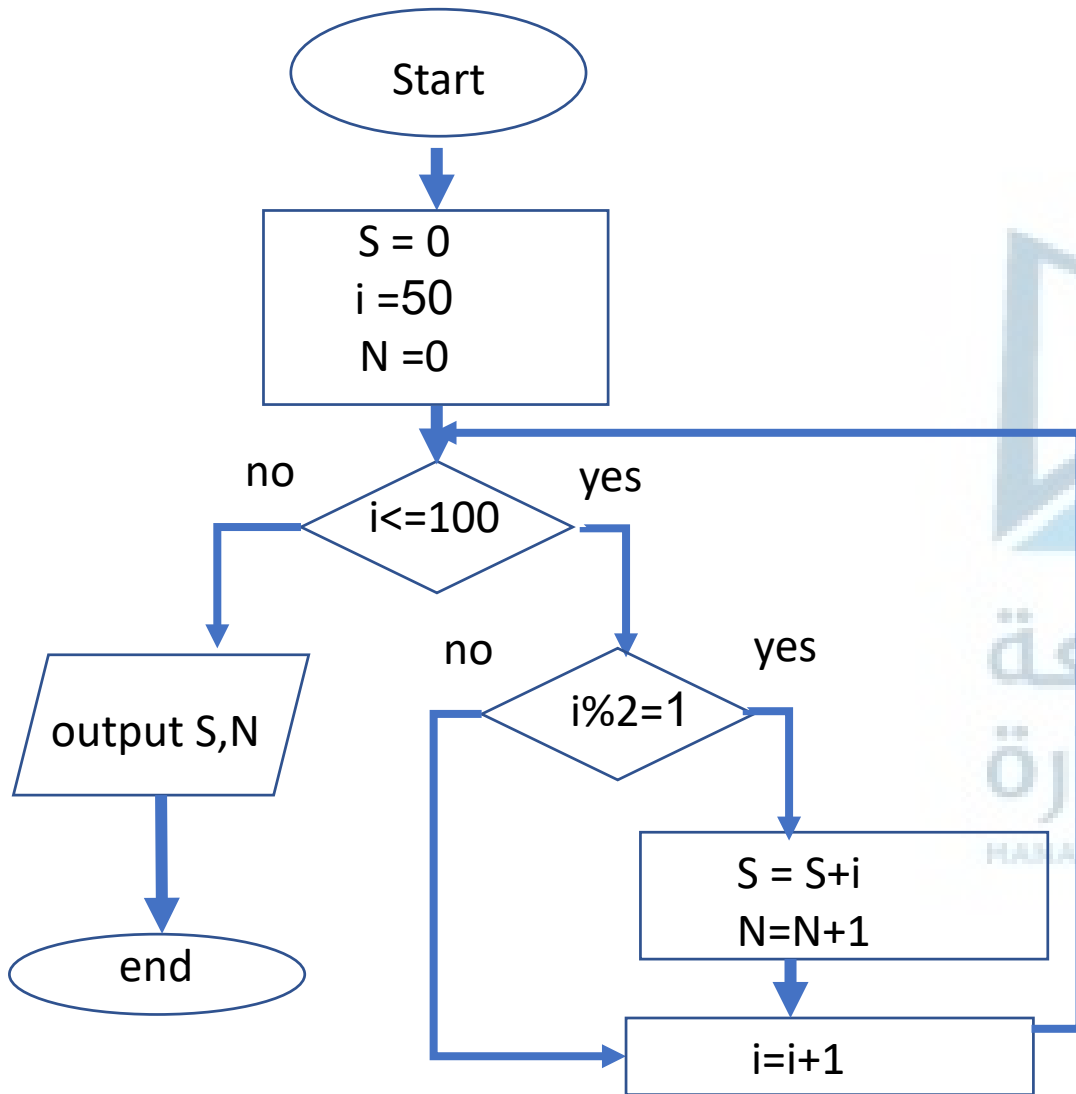 Start
S = 0
i =50
N =0
no
yes
i<=100
no
yes
output S,N
i%2=1
S = S+i
N=N+1
end
i=i+1